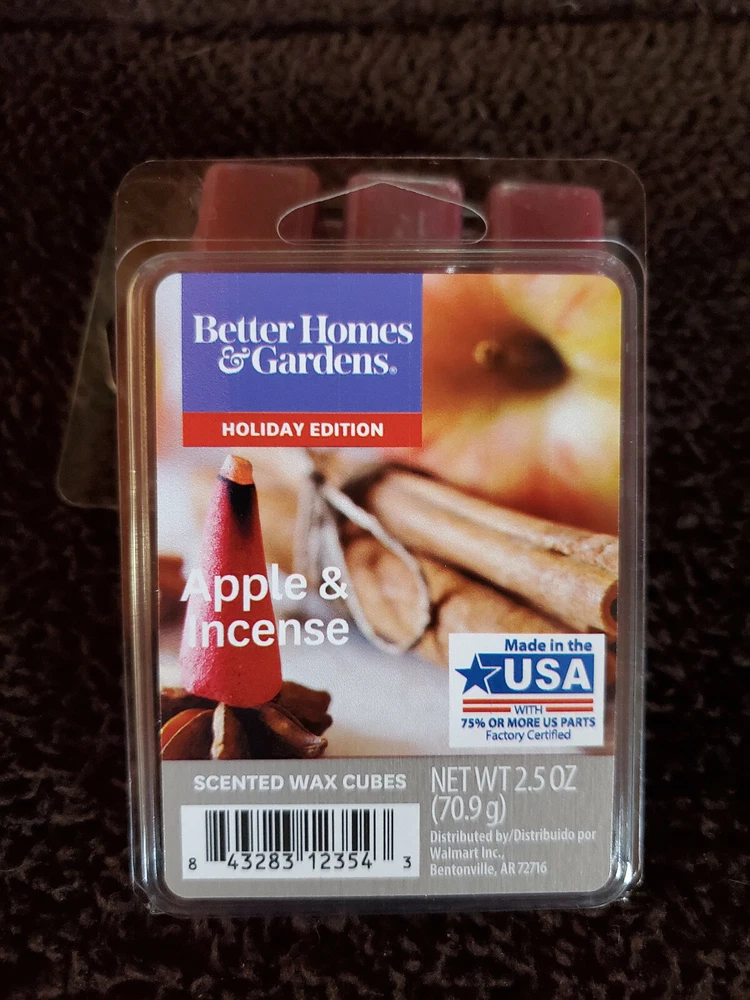 Better Homes
& Gardens®
HOLIDAY EDITION
Apple &
Incense
Made in the
USA
WITH
75% OR MORE US PARTS
Factory Certified
SCENTED WAX CUBES
NET WT 2.5 OZ
(70.9 g)
Distributed by/Distribuido por
Walmart Inc.,
Bentonville, AR 72716
8 43283 12354 3